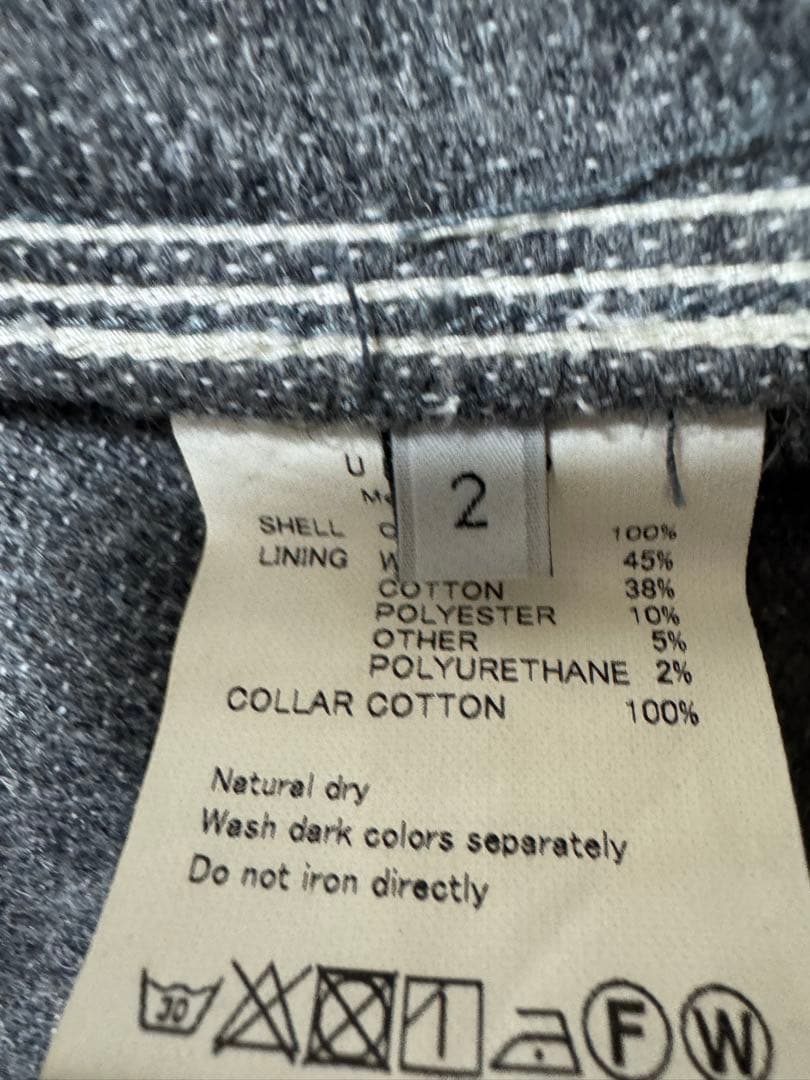 U
2
SHELL 100%
LINING 45%
COTTON 38%
POLYESTER 10%
OTHER 5%
POLYURETHANE 2%
COLLAR COTTON 100%
Natural dry
Wash dark colors separately
Do not iron directly
30 F W